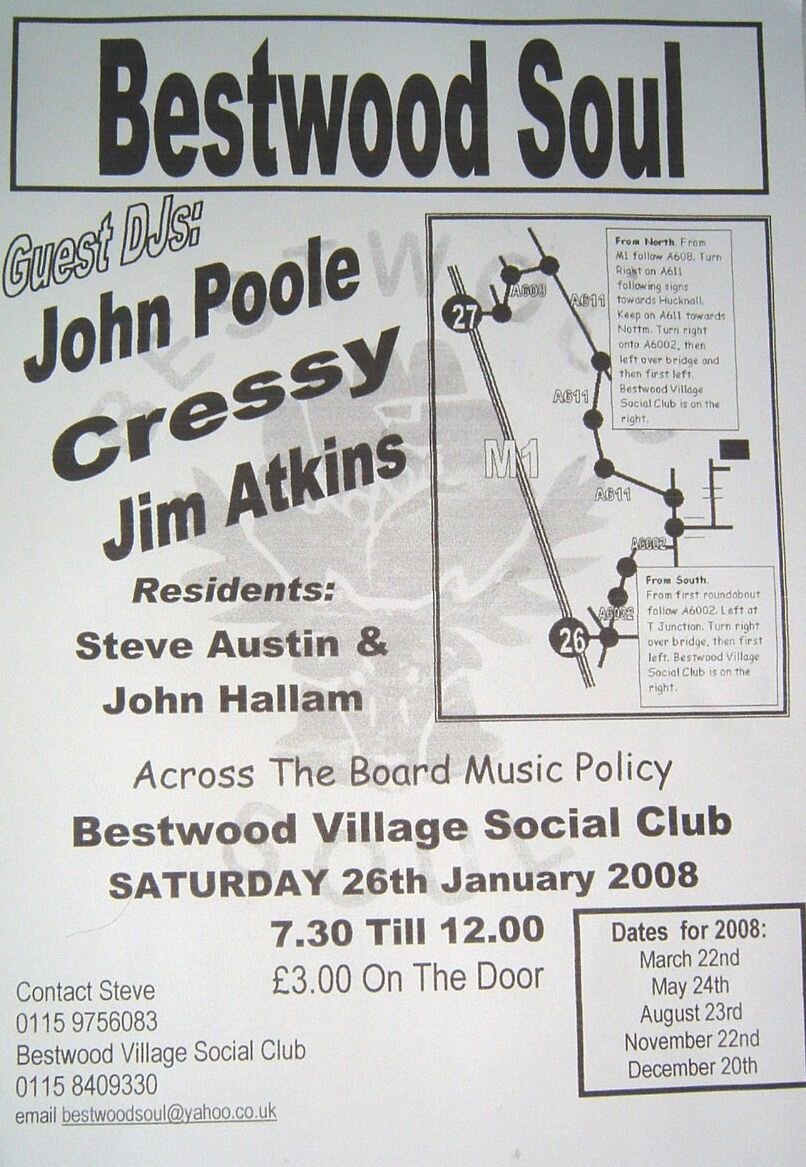 Bestwood Soul
Guest DJs:
John Poole
Cressy
Jim Atkins
Residents:
Steve Austin &
John Hallam
27
A608
A611
A611
M1
A611
A6002
A6002
26
From North. From
M1 follow A608. Turn
Right on A611
following signs
towards Hucknall.
Keep on A611 towards
Nottm. Turn right
onto A6002, then
left over bridge and
then first left.
Bestwood Village
Social Club is on the
right.
From South.
From first roundabout
follow A6002. Left at
T Junction. Turn right
over bridge, then first
left. Bestwood Village
Social Club is on the
right.
BESTWOOD
SOUL
Across The Board Music Policy
Bestwood Village Social Club
SATURDAY 26th January 2008
7.30 Till 12.00
£3.00 On The Door
Contact Steve
0115 9756083
Bestwood Village Social Club
0115 8409330
email bestwoodsoul@yahoo.co.uk
Dates for 2008:
March 22nd
May 24th
August 23rd
November 22nd
December 20th